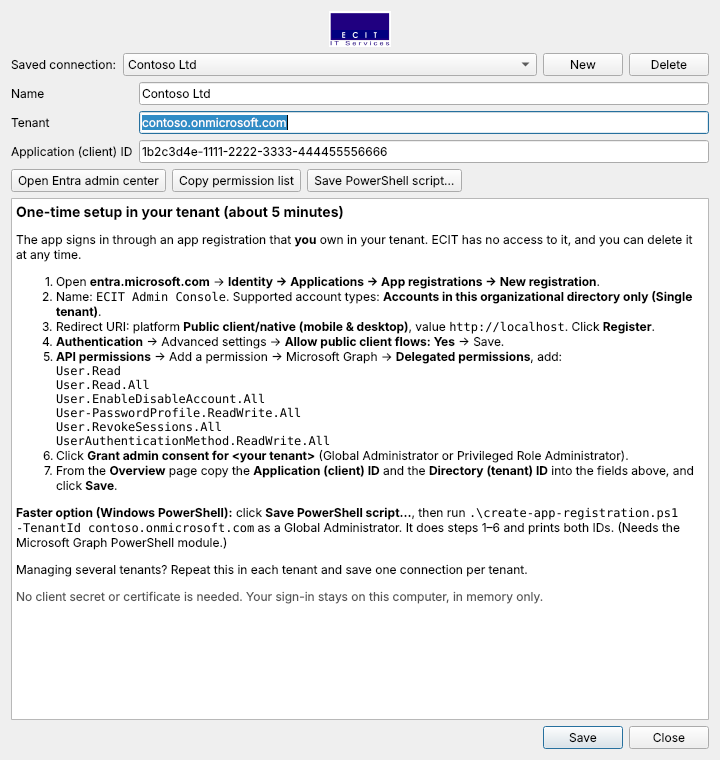 E C I T
IT Services
Saved connection: Contoso Ltd New Delete
Name Contoso Ltd
Tenant contoso.onmicrosoft.com
Application (client) ID 1b2c3d4e-1111-2222-3333-444455556666
Open Entra admin center Copy permission list Save PowerShell script...
One-time setup in your tenant (about 5 minutes)
The app signs in through an app registration that you own in your tenant. ECIT has no access to it, and you can delete it
at any time.
1. Open entra.microsoft.com → Identity → Applications → App registrations → New registration.
2. Name: ECIT Admin Console. Supported account types: Accounts in this organizational directory only (Single
tenant).
3. Redirect URI: platform Public client/native (mobile & desktop), value http://localhost. Click Register.
4. Authentication → Advanced settings → Allow public client flows: Yes → Save.
5. API permissions → Add a permission → Microsoft Graph → Delegated permissions, add:
User.Read
User.Read.All
User.EnableDisableAccount.All
User-PasswordProfile.ReadWrite.All
User.RevokeSessions.All
UserAuthenticationMethod.ReadWrite.All
6. Click Grant admin consent for <your tenant> (Global Administrator or Privileged Role Administrator).
7. From the Overview page copy the Application (client) ID and the Directory (tenant) ID into the fields above, and
click Save.
Faster option (Windows PowerShell): click Save PowerShell script..., then run .\create-app-registration.ps1
-TenantId contoso.onmicrosoft.com as a Global Administrator. It does steps 1–6 and prints both IDs. (Needs the
Microsoft Graph PowerShell module.)
Managing several tenants? Repeat this in each tenant and save one connection per tenant.
No client secret or certificate is needed. Your sign-in stays on this computer, in memory only.
Save Close